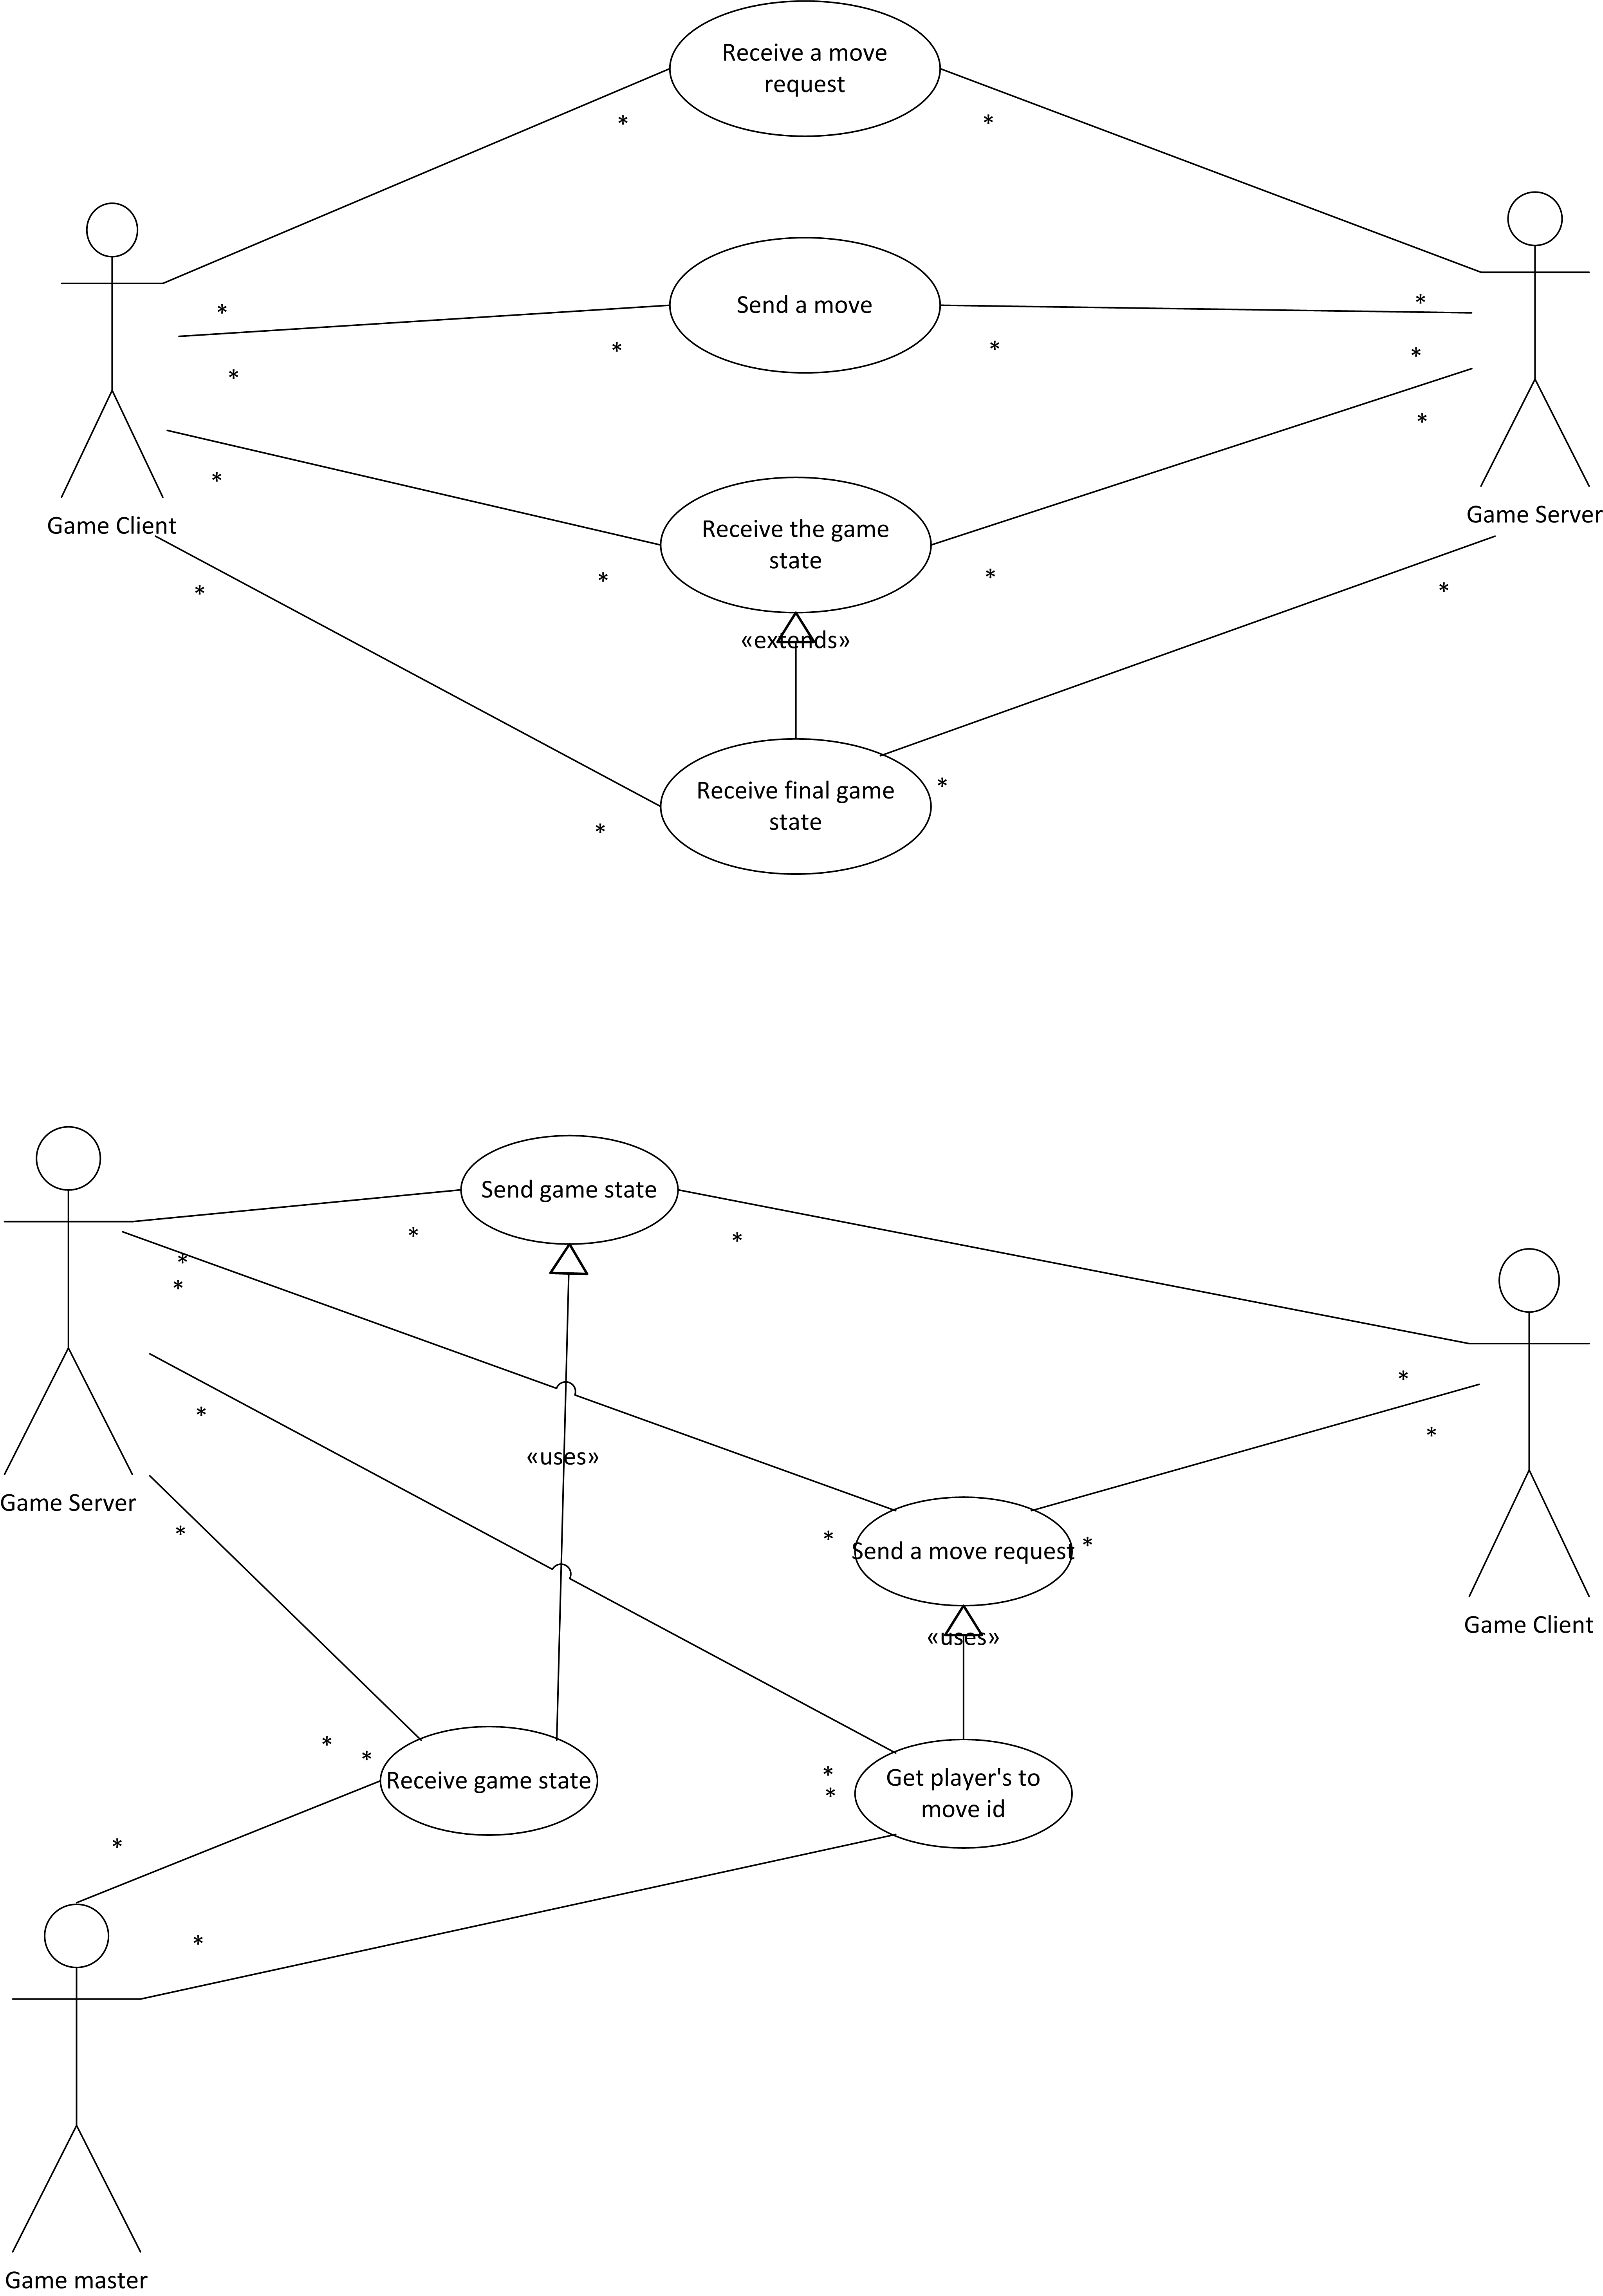 Receive a move
request
*
*
*
Send a move
*
*
*
*
*
*
*
Game Client
Receive the game
state
Game Server
*
*
*
*
«extends»
Receive final game
state
*
*
Send game state
*
*
*
*
*
*
*
«uses»
Game Server
*
*
Send a move request
*
Game Client
«uses»
*
*
Receive game state
*
*
Get player's to
move id
*
*
Game master